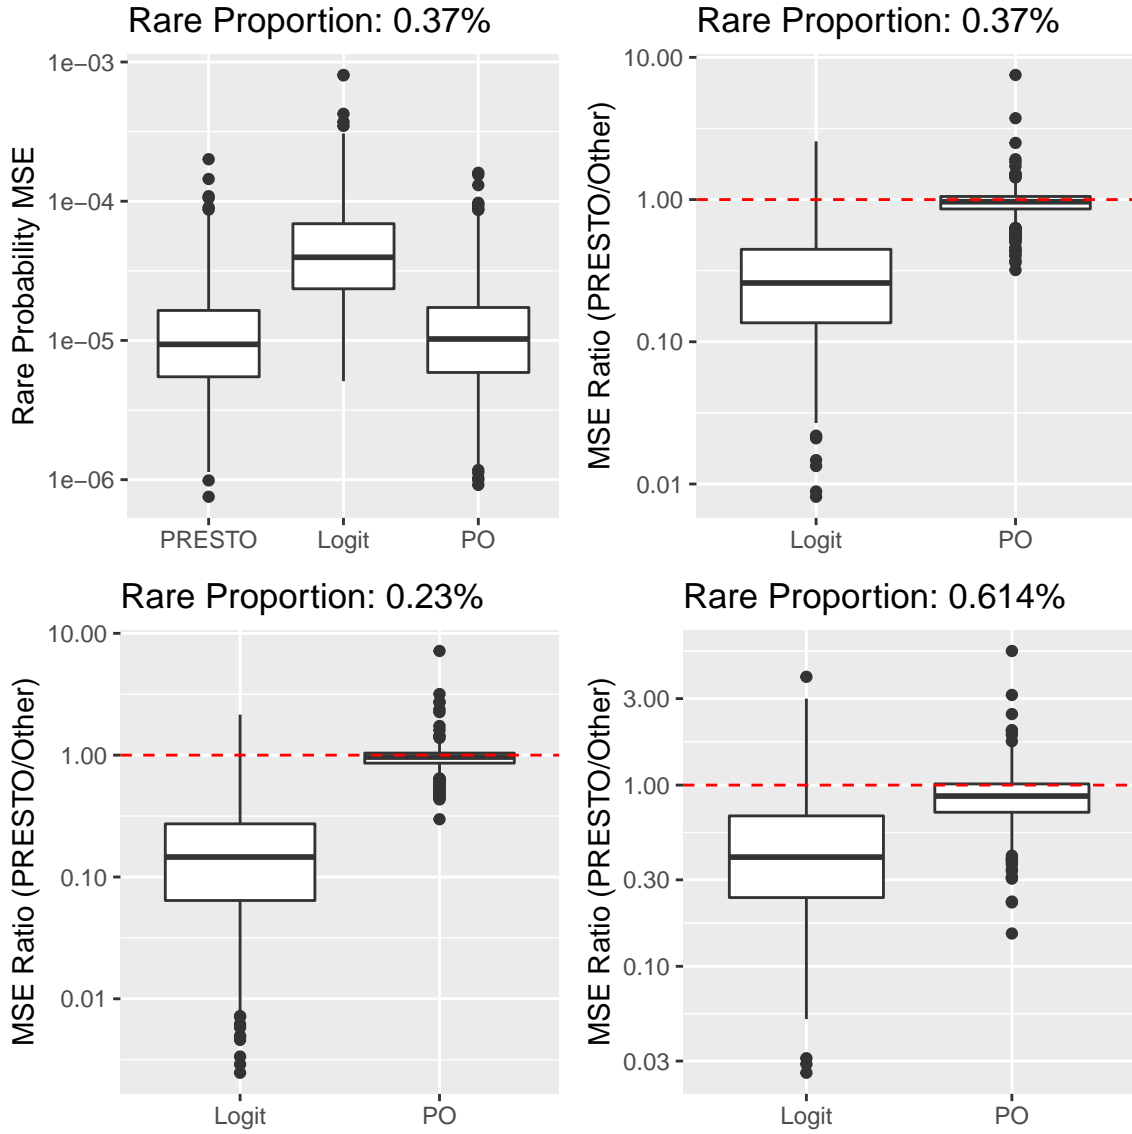 Rare Proportion: 0.37%
Rare Probability MSE
1e−03
1e−04
1e−05
1e−06
PRESTO
Logit
PO
Rare Proportion: 0.37%
MSE Ratio (PRESTO/Other)
10.00
1.00
0.10
0.01
Logit
PO
Rare Proportion: 0.23%
MSE Ratio (PRESTO/Other)
10.00
1.00
0.10
0.01
Logit
PO
Rare Proportion: 0.614%
MSE Ratio (PRESTO/Other)
3.00
1.00
0.30
0.10
0.03
Logit
PO